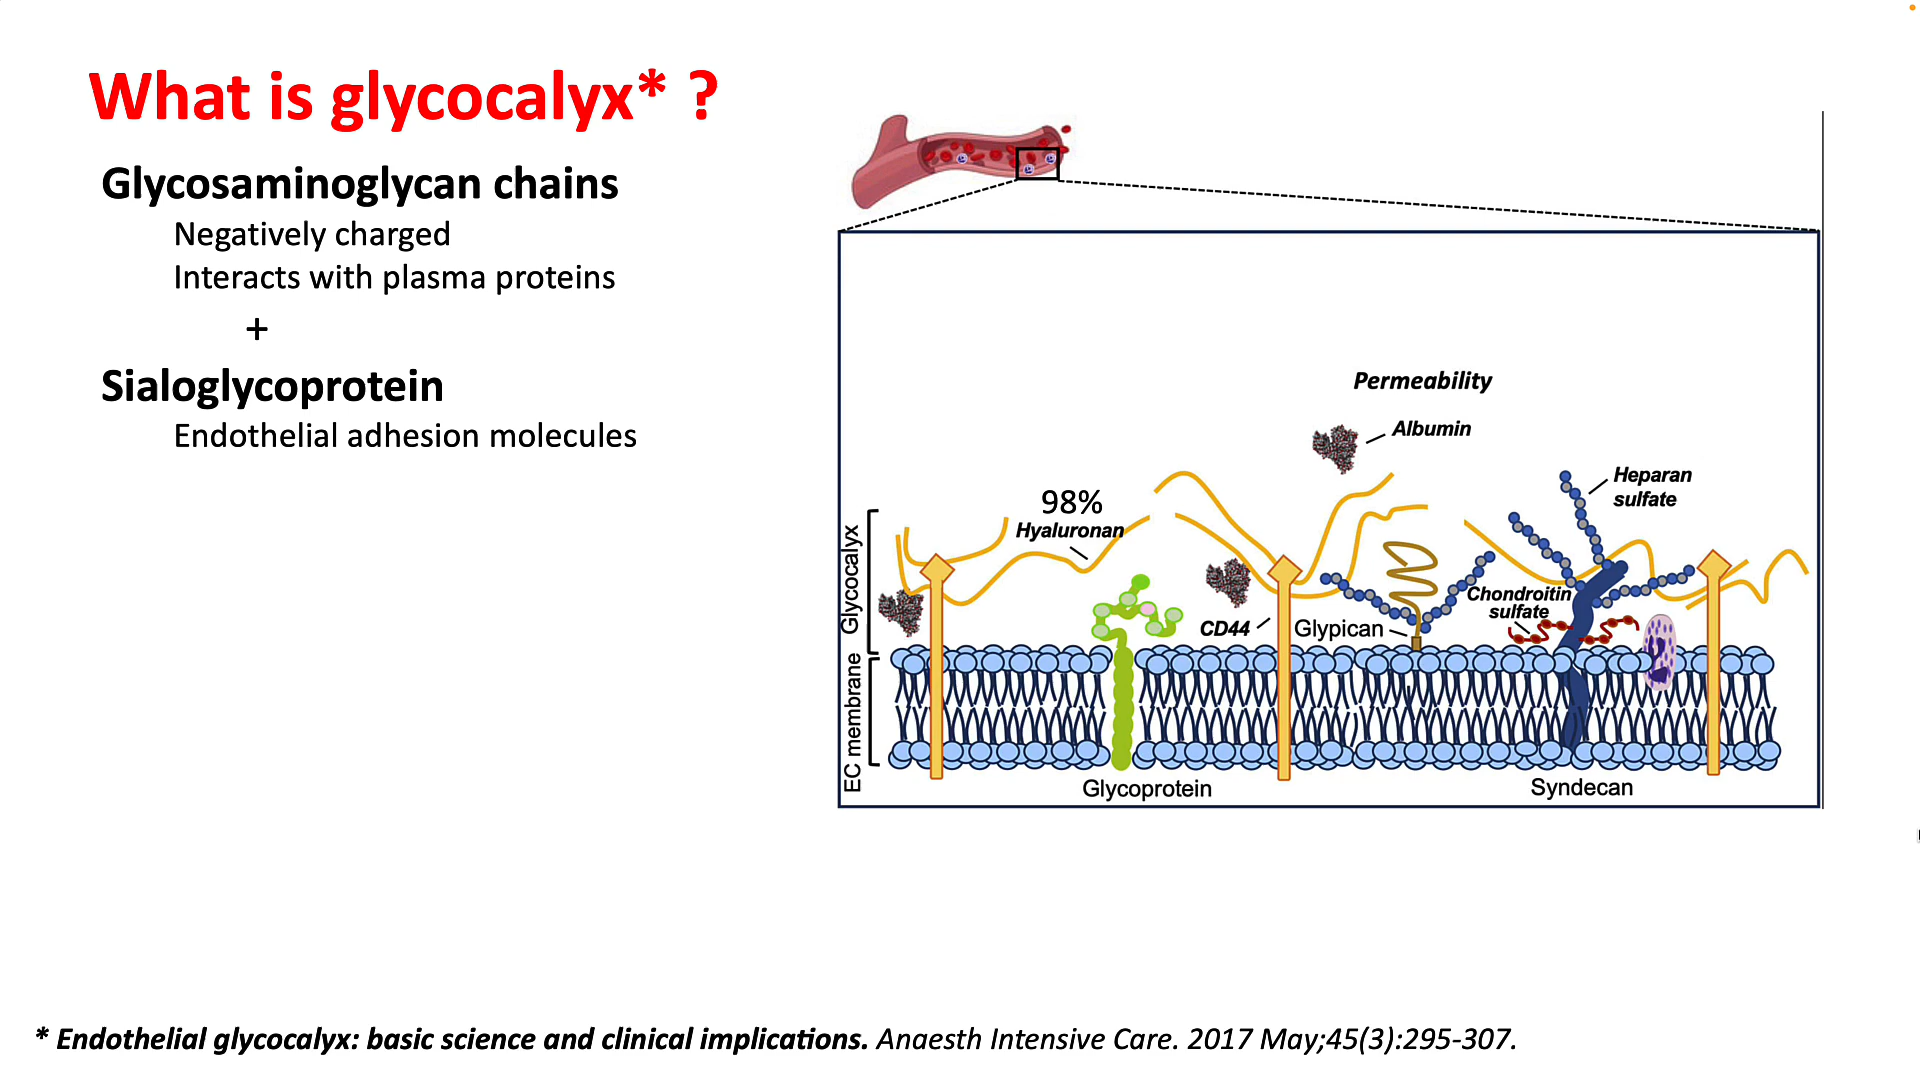 What is glycocalyx* ?
Glycosaminoglycan chains
Negatively charged
Interacts with plasma proteins
+
Sialoglycoprotein
Endothelial adhesion molecules
Permeability
Albumin
Heparan
sulfate
98%
Hyaluronan
Glycocalyx
Chondroitin
sulfate
CD44
Glypican
EC membrane
Glycoprotein
Syndecan
* Endothelial glycocalyx: basic science and clinical implications. Anaesth Intensive Care. 2017 May;45(3):295-307.